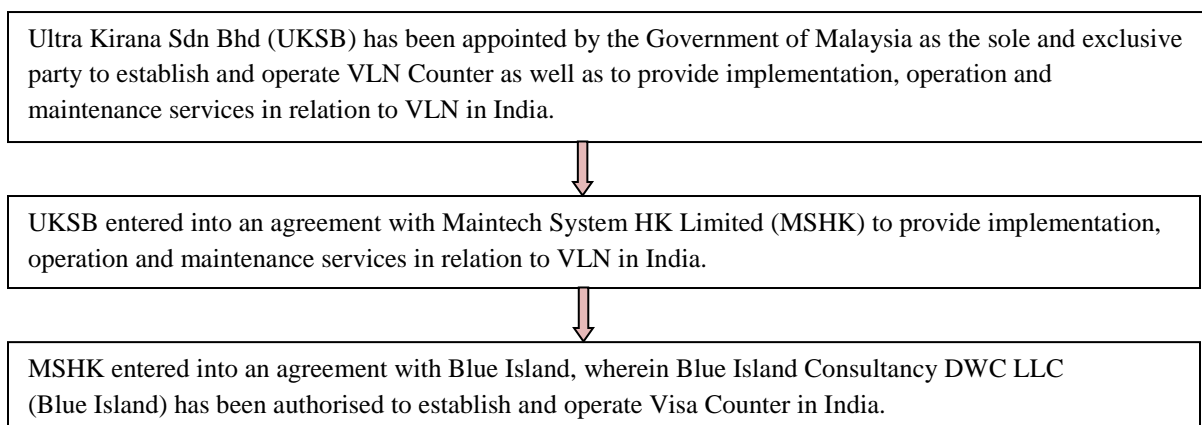 Ultra Kirana Sdn Bhd (UKSB) has been appointed by the Government of Malaysia as the sole and exclusive
party to establish and operate VLN Counter as well as to provide implementation, operation and
maintenance services in relation to VLN in India.
UKSB entered into an agreement with Maintech System HK Limited (MSHK) to provide implementation,
operation and maintenance services in relation to VLN in India.
MSHK entered into an agreement with Blue Island, wherein Blue Island Consultancy DWC LLC
(Blue Island) has been authorised to establish and operate Visa Counter in India.